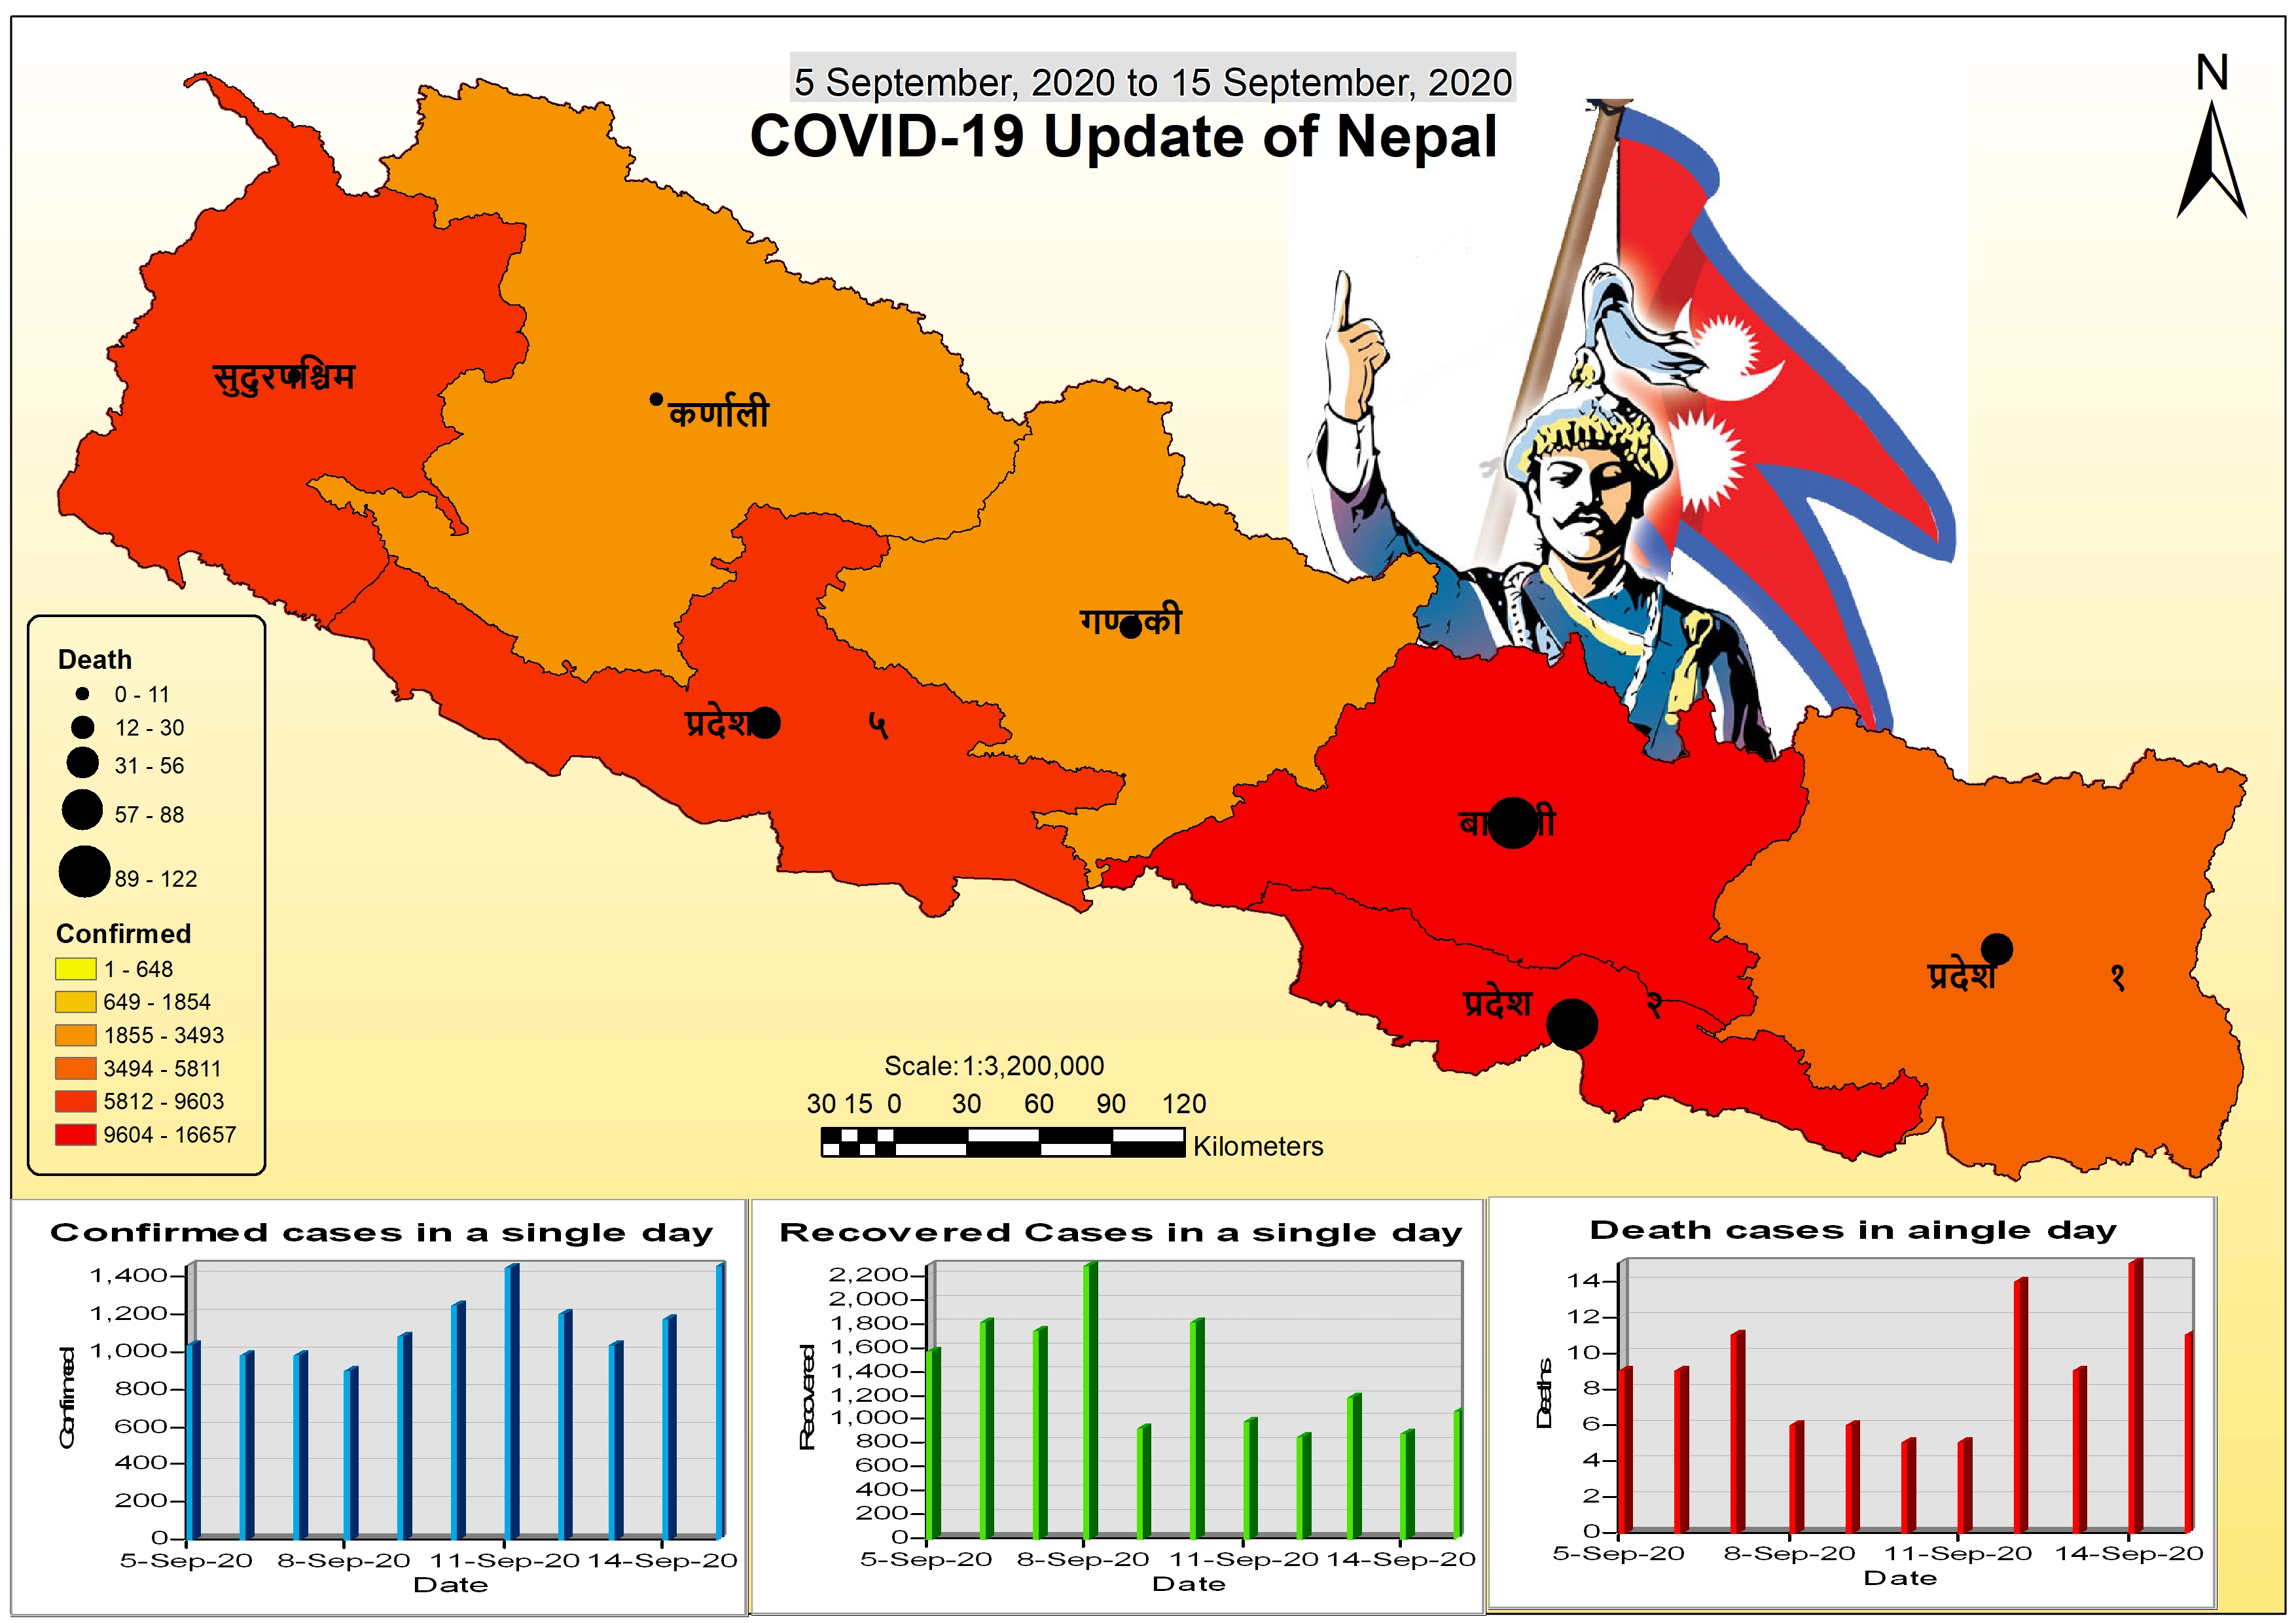 5 September, 2020 to 15 September, 2020
COVID-19 Update of Nepal
N
सुदुरपश्चिम
कर्णाली
गण्डकी
प्रदेश ५
प्रदेश १
प्रदेश २
Death
0 - 11
12 - 30
31 - 56
57 - 88
89 - 122
Confirmed
1 - 648
649 - 1854
1855 - 3493
3494 - 5811
5812 - 9603
9604 - 16657
Scale: 1:3,200,000
30 15 0 30 60 90 120
Kilometers
Confirmed cases in a single day
1,400
1,200
1,000
800
600
400
200
0
Confirmed
5-Sep-20 8-Sep-20 11-Sep-20 14-Sep-20
Date
Recovered Cases in a single day
2,200
2,000
1,800
1,600
1,400
1,200
1,000
800
600
400
200
0
Recovered
5-Sep-20 8-Sep-20 11-Sep-20 14-Sep-20
Date
Death cases in aingle day
14
12
10
8
6
4
2
0
Deaths
5-Sep-20 8-Sep-20 11-Sep-20 14-Sep-20
Date